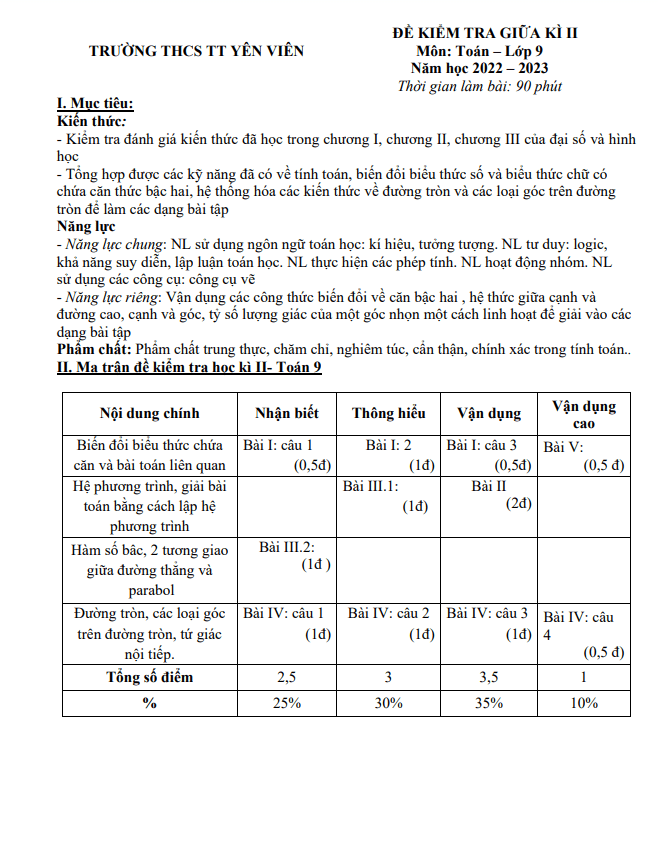 TRƯỜNG THCS TT YÊN VIÊN
ĐỀ KIỂM TRA GIỮA KÌ II
Môn: Toán – Lớp 9
Năm học 2022 – 2023
Thời gian làm bài: 90 phút
I. Mục tiêu:
Kiến thức:
- Kiểm tra đánh giá kiến thức đã học trong chương I, chương II, chương III của đại số và hình
học
- Tổng hợp được các kỹ năng đã có về tính toán, biến đổi biểu thức số và biểu thức chữ có
chứa căn thức bậc hai, hệ thống hóa các kiến thức về đường tròn và các loại góc trên đường
tròn để làm các dạng bài tập
Năng lực
- Năng lực chung: NL sử dụng ngôn ngữ toán học: kí hiệu, tưởng tượng. NL tư duy: logic,
khả năng suy diễn, lập luận toán học. NL thực hiện các phép tính. NL hoạt động nhóm. NL
sử dụng các công cụ: công cụ vẽ
- Năng lực riêng: Vận dụng các công thức biến đổi về căn bậc hai , hệ thức giữa cạnh và
đường cao, cạnh và góc, tỷ số lượng giác của một góc nhọn một cách linh hoạt để giải vào các
dạng bài tập
Phẩm chất: Phẩm chất trung thực, chăm chỉ, nghiêm túc, cẩn thận, chính xác trong tính toán..
II. Ma trân đề kiểm tra học kì II- Toán 9
Nội dung chính Nhận biết Thông hiểu Vận dụng Vận dụng
cao
Biến đổi biểu thức chứa Bài I: câu 1 Bài I: 2 Bài I: câu 3 Bài V:
căn và bài toán liên quan (0,5đ) (1đ) (0,5đ) (0,5 đ)
Hệ phương trình, giải bài Bài III.1: Bài II
toán bằng cách lập hệ (1đ) (2đ)
phương trình
Hàm số bâc, 2 tương giao Bài III.2:
giữa đường thẳng và (1đ )
parabol
Đường tròn, các loại góc Bài IV: câu 1 Bài IV: câu 2 Bài IV: câu 3 Bài IV: câu
trên đường tròn, tứ giác (1đ) (1đ) (1đ) 4
nội tiếp. (0,5 đ)
Tổng số điểm 2,5 3 3,5 1
% 25% 30% 35% 10%